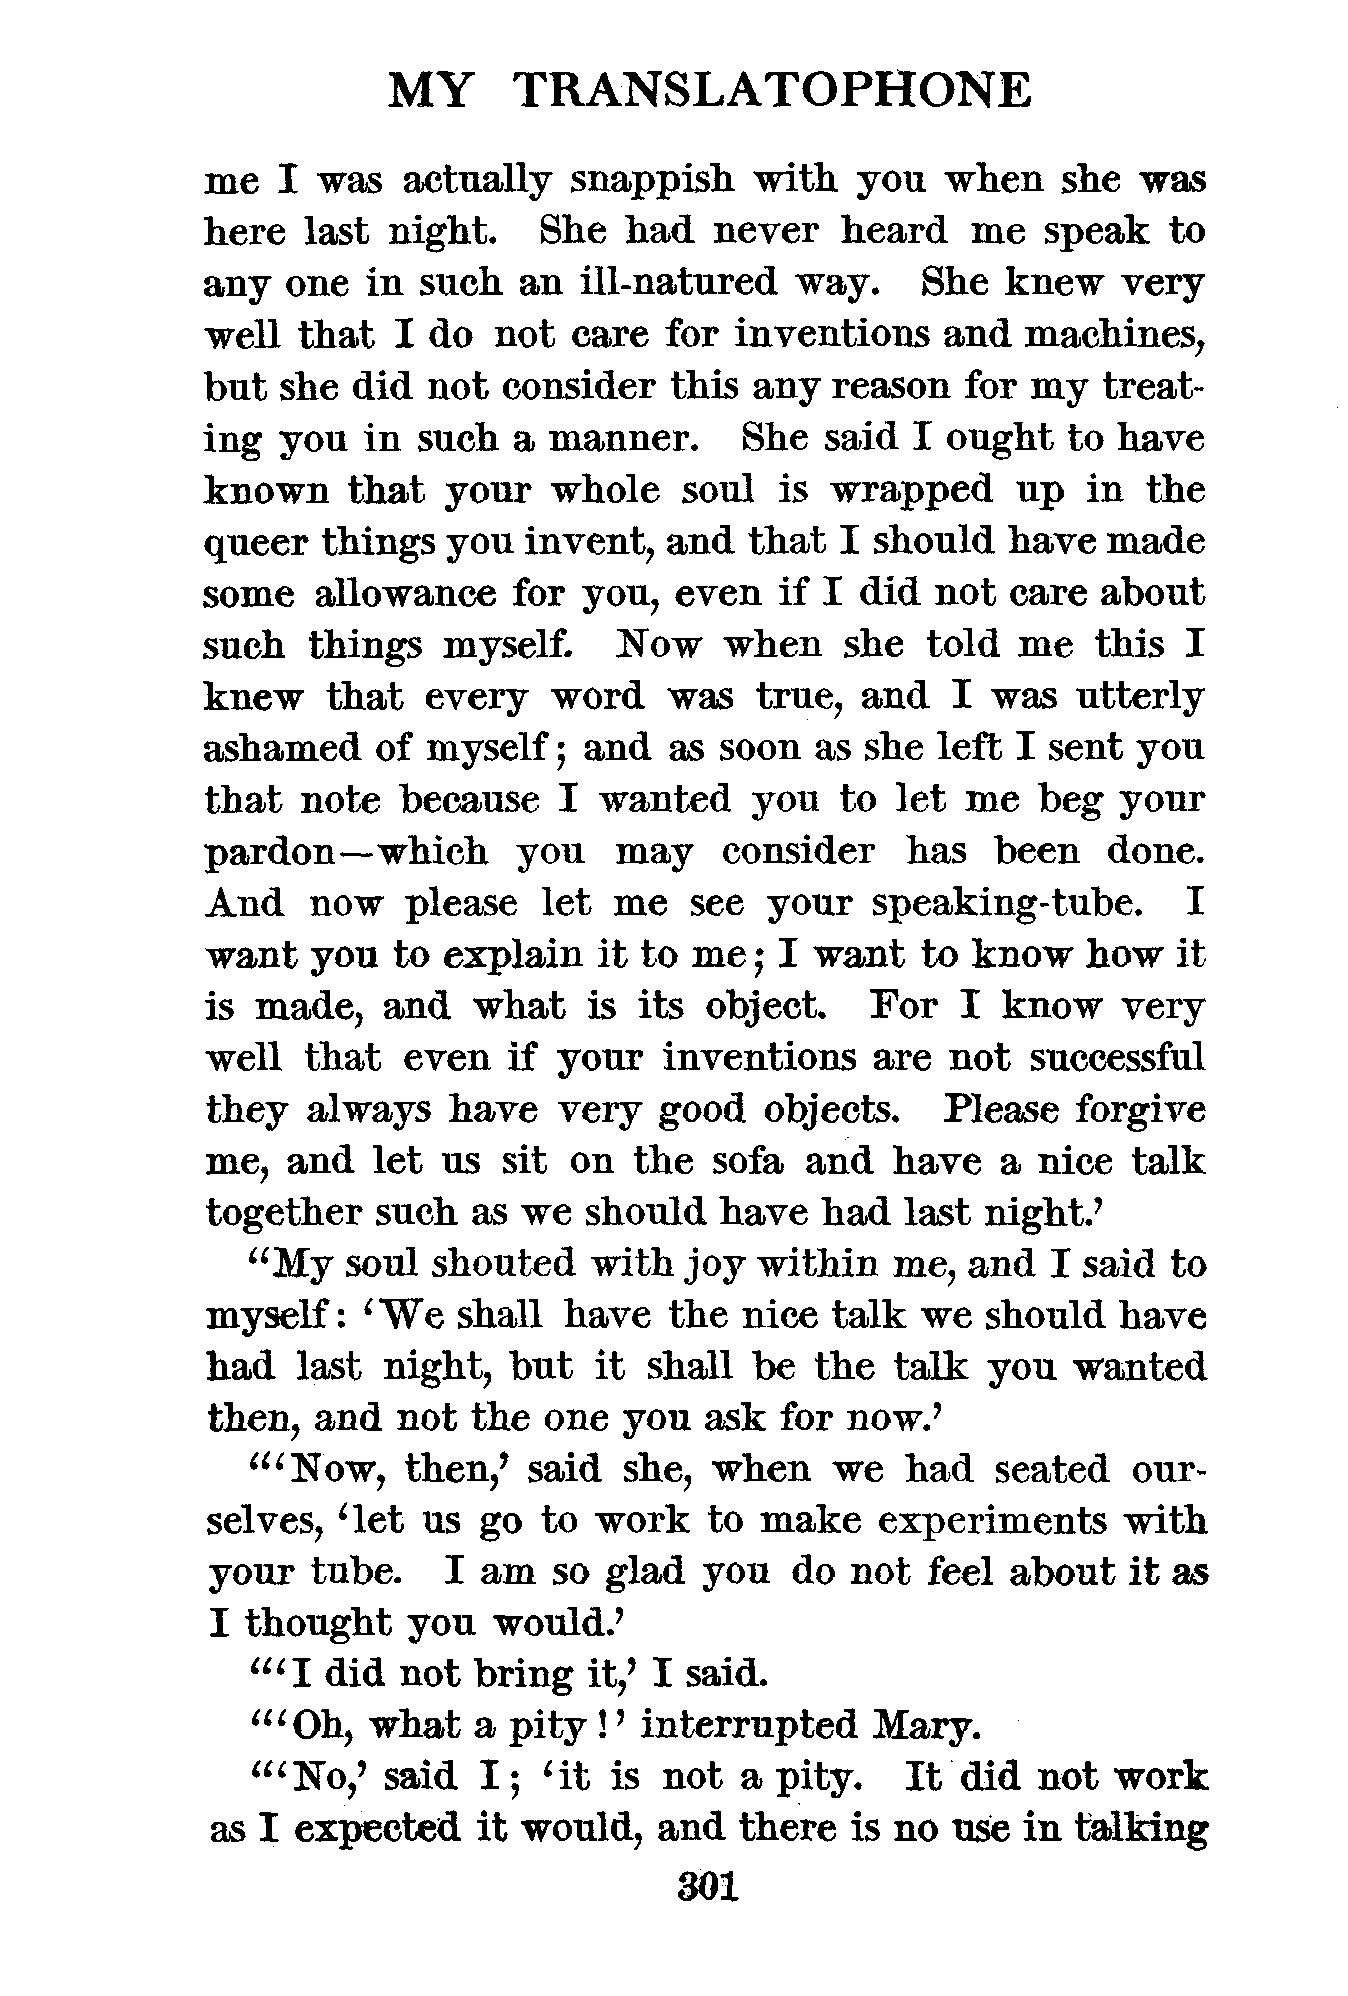 MY TRANSLATOPHONE
me I was actually snappish with you when she was
here last night. She had never heard me speak to
any one in such an ill-natured way. She knew very
well that I do not care for inventions and machines,
but she did not consider this any reason for my treat-
ing you in such a manner. She said I ought to have
known that your whole soul is wrapped up in the
queer things you invent, and that I should have made
some allowance for you, even if I did not care about
such things myself. Now when she told me this I
knew that every word was true, and I was utterly
ashamed of myself; and as soon as she left I sent you
that note because I wanted you to let me beg your
pardon—which you may consider has been done.
And now please let me see your speaking-tube. I
want you to explain it to me; I want to know how it
is made, and what is its object. For I know very
well that even if your inventions are not successful
they always have very good objects. Please forgive
me, and let us sit on the sofa and have a nice talk
together such as we should have had last night.’
“My soul shouted with joy within me, and I said to
myself: ‘We shall have the nice talk we should have
had last night, but it shall be the talk you wanted
then, and not the one you ask for now.’
“‘Now, then,’ said she, when we had seated our-
selves, ‘let us go to work to make experiments with
your tube. I am so glad you do not feel about it as
I thought you would.’
“‘I did not bring it,’ I said.
“‘Oh, what a pity!’ interrupted Mary.
“‘No,’ said I; ‘it is not a pity. It did not work
as I expected it would, and there is no use in talking
301